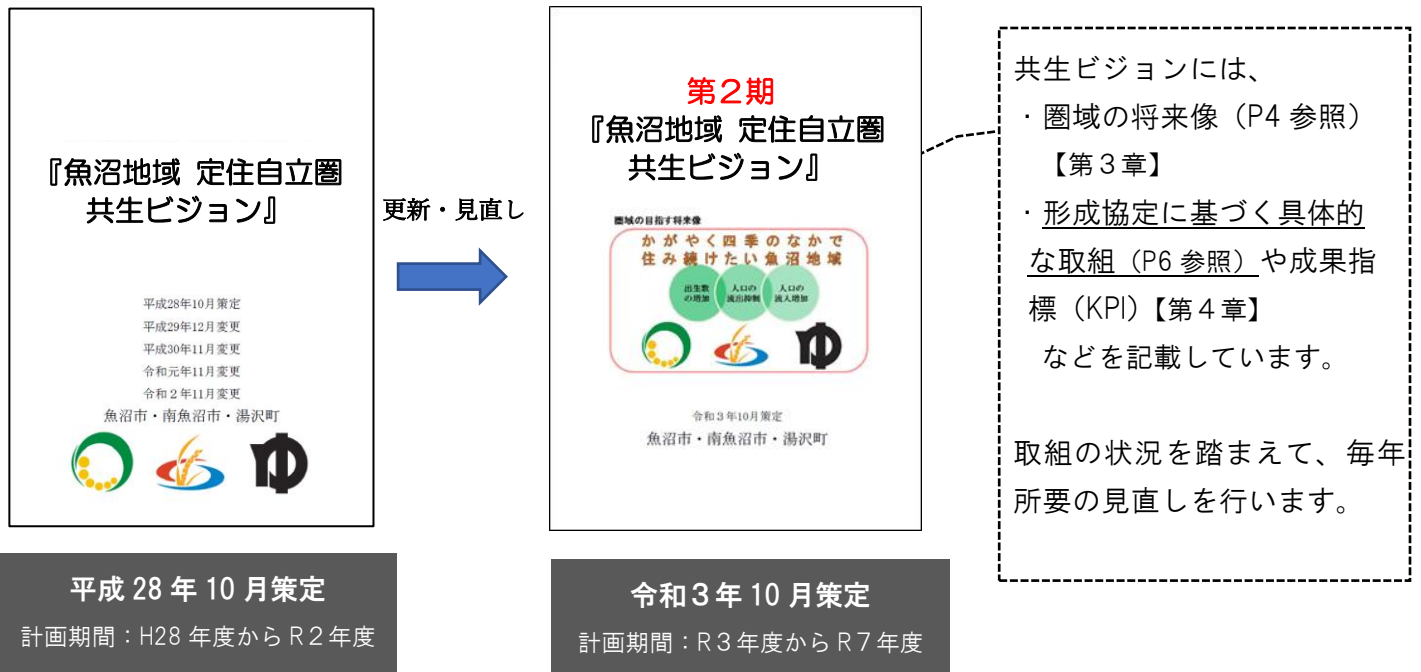 『魚沼地域 定住自立圏
共生ビジョン』
平成28年10月策定
平成29年12月変更
平成30年11月変更
令和元年11月変更
令和２年11月変更
魚沼市・南魚沼市・湯沢町
平成 28 年 10 月策定
計画期間：H28 年度から R２年度
更新・見直し
第２期
『魚沼地域 定住自立圏
共生ビジョン』
圏域の目指す将来像
かがやく四季のなかで
住み続けたい魚沼地域
出生数
の増加
人口の
流出抑制
人口の
流入増加
令和３年10月策定
魚沼市・南魚沼市・湯沢町
令和３年 10 月策定
計画期間：R３年度から R７年度
共生ビジョンには、
・圏域の将来像（P4 参照）
【第３章】
・形成協定に基づく具体的
な取組（P6 参照）や成果指
標（KPI）【第４章】
などを記載しています。
取組の状況を踏まえて、毎年
所要の見直しを行います。